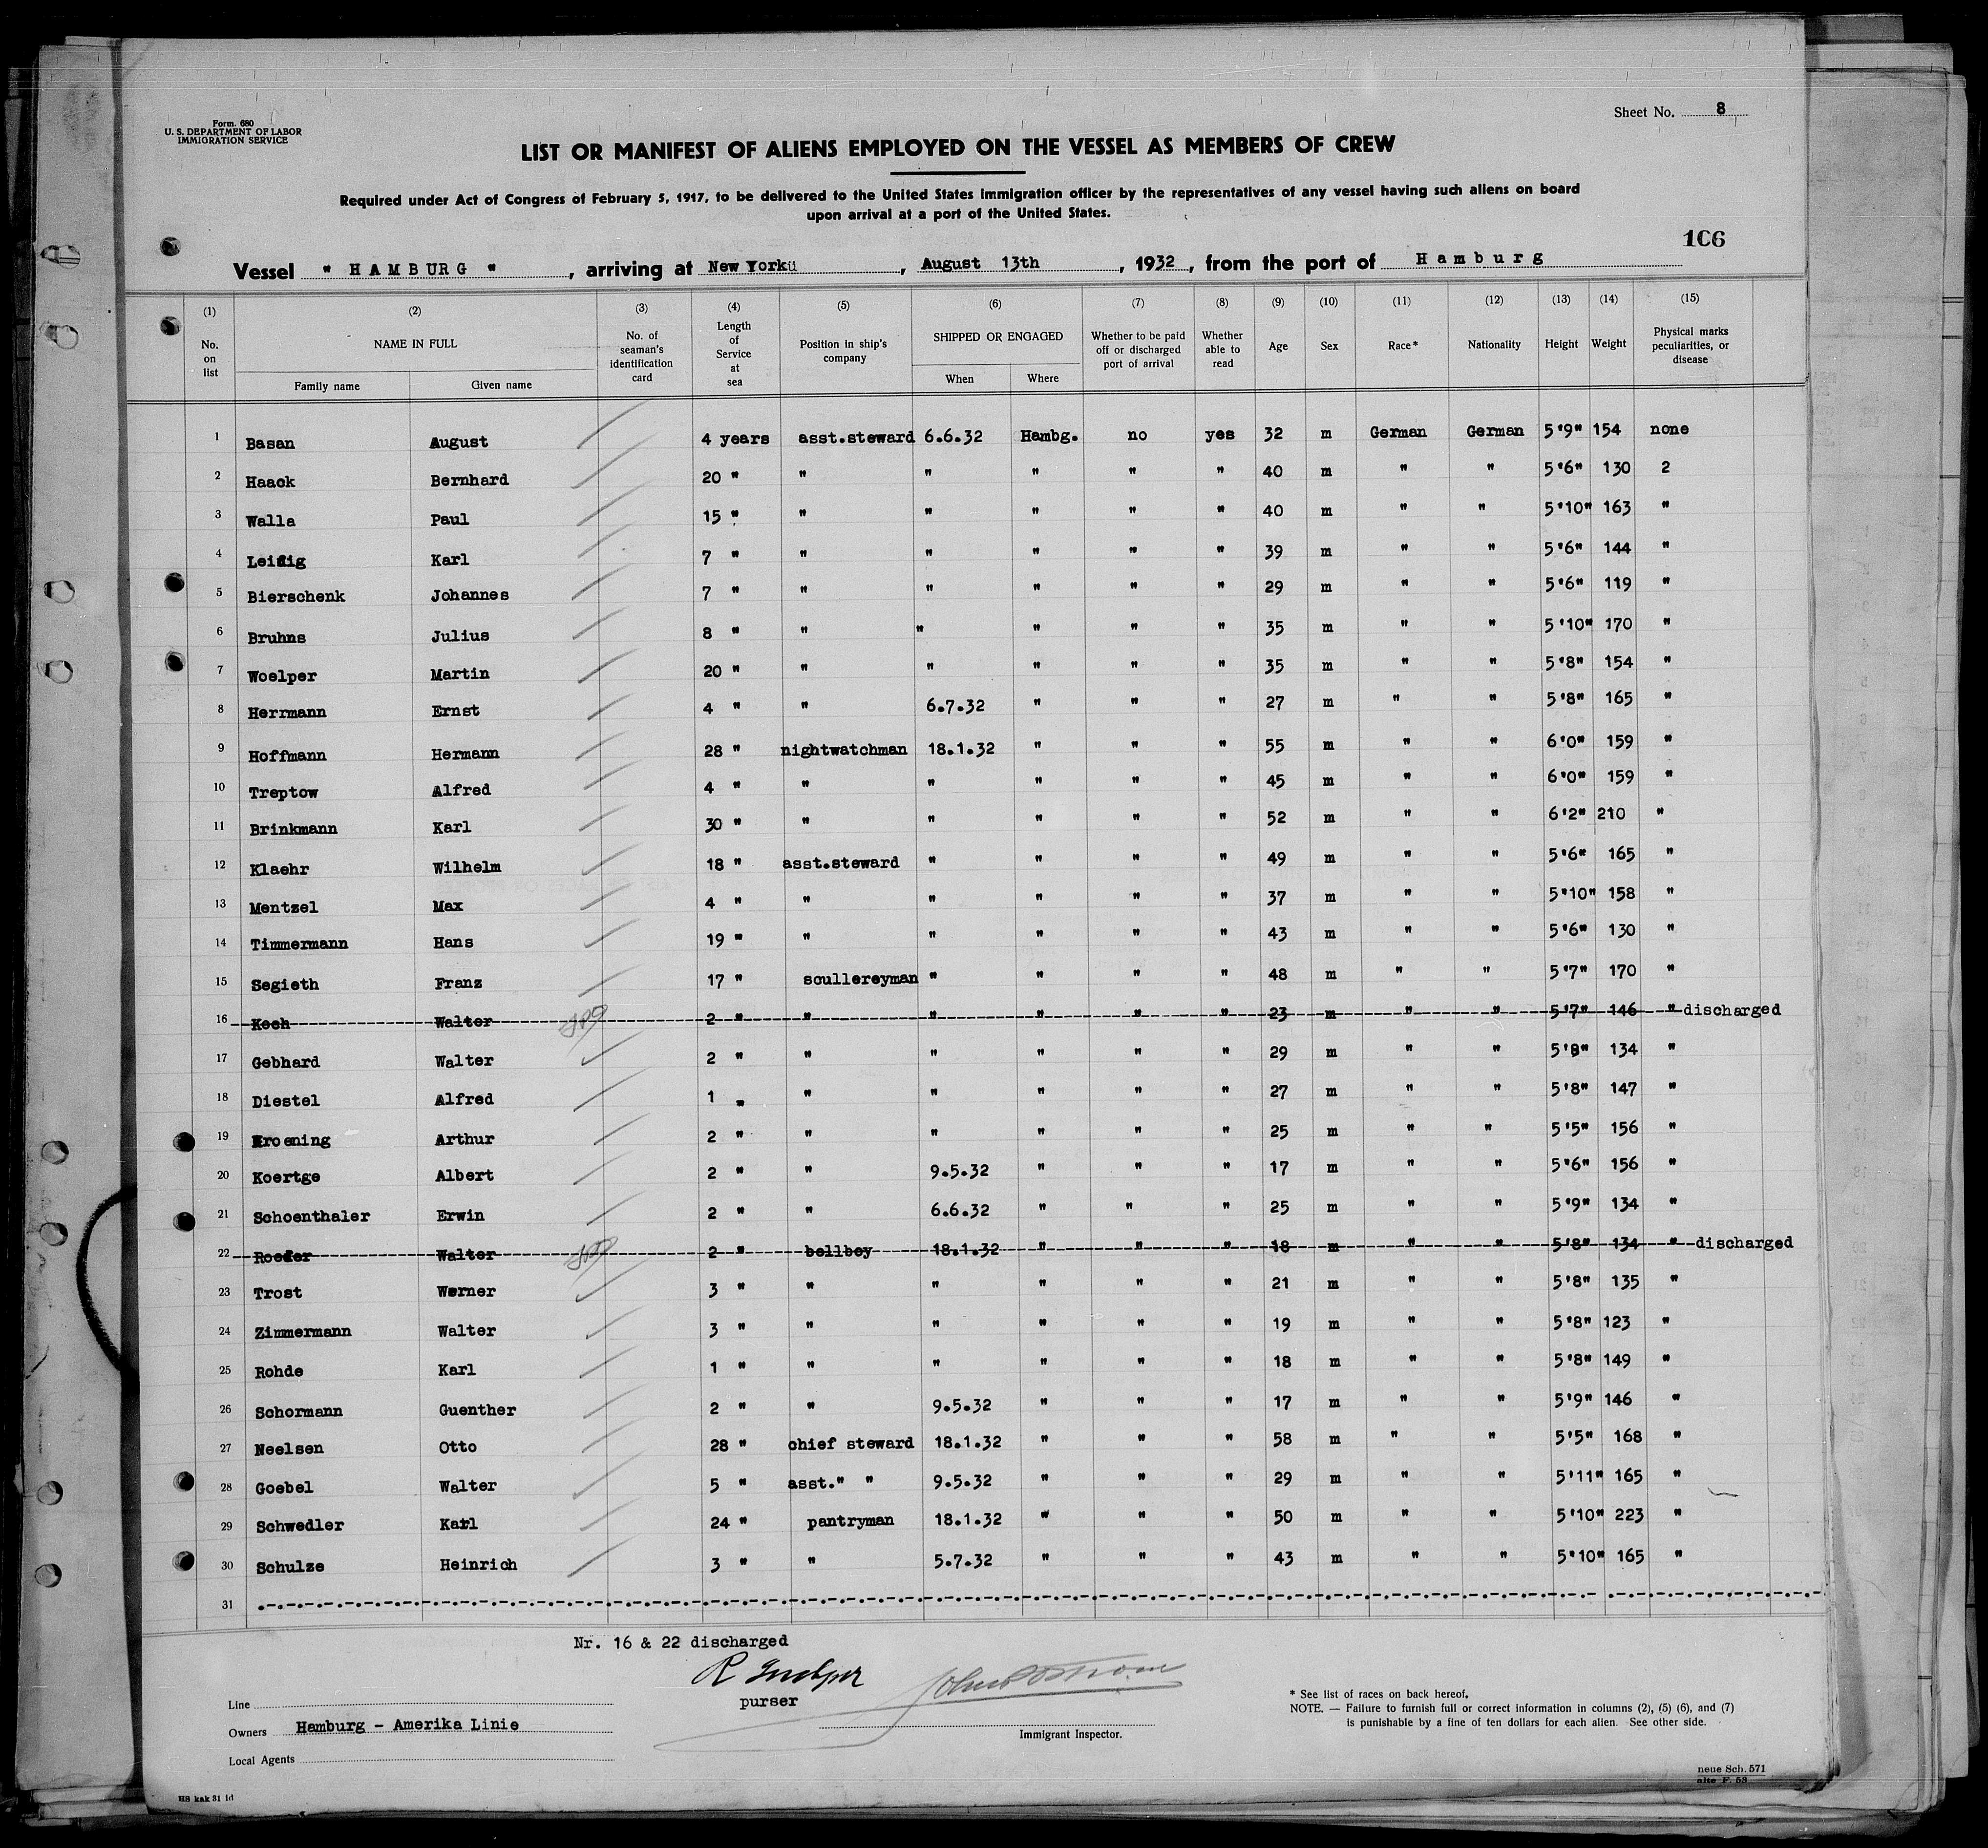 Form. 680
U. S. DEPARTMENT OF LABOR
IMMIGRATION SERVICE
Sheet No. 8
LIST OR MANIFEST OF ALIENS EMPLOYED ON THE VESSEL AS MEMBERS OF CREW
Required under Act of Congress of February 5, 1917, to be delivered to the United States immigration officer by the representatives of any vessel having such aliens on board
upon arrival at a port of the United States.
106
Vessel " HAMBURG ", arriving at New York, August 13th, 1932, from the port of Hamburg
(1) (2) (3) (4) (5) (6) (7) (8) (9) (10) (11) (12) (13) (14) (15)
No. on list NAME IN FULL Family name Given name No. of seaman's identification card Length of Service at sea Position in ship's company SHIPPED OR ENGAGED When Where Whether to be paid off or discharged port of arrival Whether able to read Age Sex Race* Nationality Height Weight Physical marks peculiarities, or disease
1 Basan August 4 years asst.steward 6.6.32 Hambg. no yes 32 m German German 5'9" 154 none
2 Haack Bernhard 20 " " " " " " 40 m " " 5'6" 130 2
3 Walla Paul 15 " " " " " " 40 m " " 5'10" 163 "
4 Leidig Karl 7 " " " " " " 39 m " " 5'6" 144 "
5 Bierschenk Johannes 7 " " " " " " 29 m " " 5'6" 119 "
6 Bruhns Julius 8 " " " " " " 35 m " " 5'10" 170 "
7 Woelper Martin 20 " " " " " " 35 m " " 5'8" 154 "
8 Herrmann Ernst 4 " " 6.7.32 " " " 27 m " " 5'8" 165 "
9 Hoffmann Hermann 28 " nightwatchman 18.1.32 " " " 55 m " " 6'0" 159 "
10 Treptow Alfred 4 " " " " " " 45 m " " 6'0" 159 "
11 Brinkmann Karl 30 " " " " " " 52 m " " 6'2" 210 "
12 Klaehr Wilhelm 18 " asst.steward " " " " 49 m " " 5'6" 165 "
13 Mentzel Max 4 " " " " " " 37 m " " 5"10" 158 "
14 Timmermann Hans 19 " " " " " " 43 m " " 5'6" 130 "
15 Segieth Franz 17 " scullereyman " " " " 48 m " " 5'7" 170 "
16 Koch Walter 2 " " " " " " 23 m " " 5'7" 146 " discharged
17 Gebhard Walter 2 " " " " " " 29 m " " 5'8" 134 "
18 Diestel Alfred 1 " " " " " " 27 m " " 5'8" 147 "
19 Kroening Arthur 2 " " " " " " 25 m " " 5'5" 156 "
20 Koertge Albert 2 " " 9.5.32 " " " 17 m " " 5'6" 156 "
21 Schoenthaler Erwin 2 " " 6.6.32 " " " 25 m " " 5'9" 134 "
22 Roeder Walter 2 " bellboy 18.1.32 " " " 18 m " " 5'8" 134 " discharged
23 Trost Werner 3 " " " " " " 21 m " " 5'8" 135 "
24 Zimmermann Walter 3 " " " " " " 19 m " " 5'8" 123 "
25 Rohde Karl 1 " " " " " " 18 m " " 5'8" 149 "
26 Schormann Guenther 2 " " 9.5.32 " " " 17 m " " 5'9" 146 "
27 Neelsen Otto 28 " chief steward 18.1.32 " " " 58 m " " 5'5" 168 "
28 Goebel Walter 5 " asst." " 9.5.32 " " " 29 m " " 5'11" 165 "
29 Schwedler Karl 24 " pantryman 18.1.32 " " " 50 m " " 5'10" 223 "
30 Schulze Heinrich 3 " " 5.7.32 " " " 43 m " " 5"10" 165 "
31
Nr. 16 & 22 discharged
purser
Line
Owners Hamburg - Amerika Linie
Local Agents
Immigrant Inspector.
* See list of races on back hereof.
NOTE. — Failure to furnish full or correct information in columns (2), (5) (6), and (7)
is punishable by a fine of ten dollars for each alien. See other side.
neue Sch. 571
alte F. 53
HS kak 31 1d